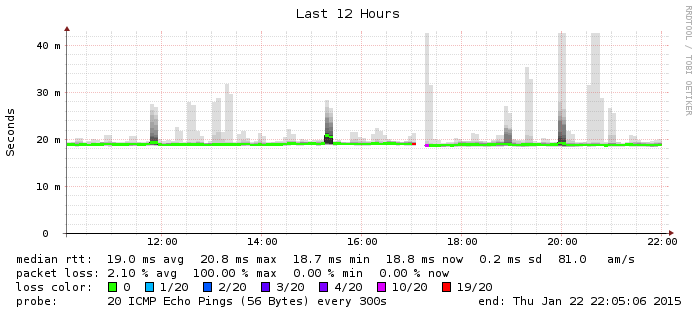 Last 12 Hours
RRDTOOL / TOBI OETIKER
Seconds
40 m
30 m
20 m
10 m
0
12:00 14:00 16:00 18:00 20:00 22:00
median rtt: 19.0 ms avg 20.8 ms max 18.7 ms min 18.8 ms now 0.2 ms sd 81.0 am/s
packet loss: 2.10 % avg 100.00 % max 0.00 % min 0.00 % now
loss color: 0 1/20 2/20 3/20 4/20 10/20 19/20
probe: 20 ICMP Echo Pings (56 Bytes) every 300s end: Thu Jan 22 22:05:06 2015